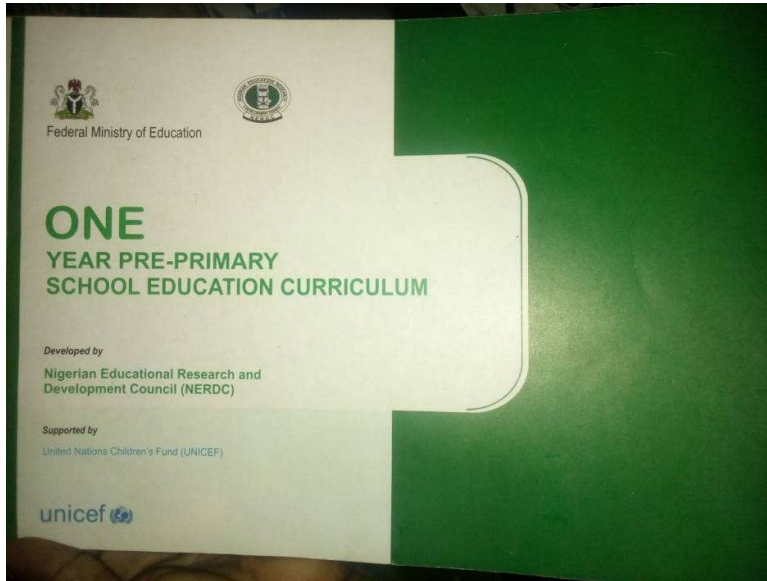 Federal Ministry of Education
NERDC
ONE
YEAR PRE-PRIMARY
SCHOOL EDUCATION CURRICULUM
Developed by
Nigerian Educational Research and
Development Council (NERDC)
Supported by
United Nations Children's Fund (UNICEF)
unicef